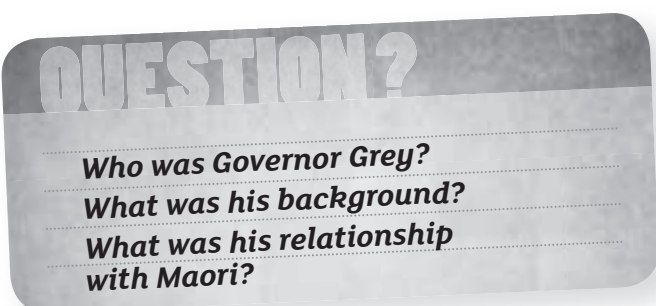 QUESTION?
Who was Governor Grey?
What was his background?
What was his relationship
with Maori?